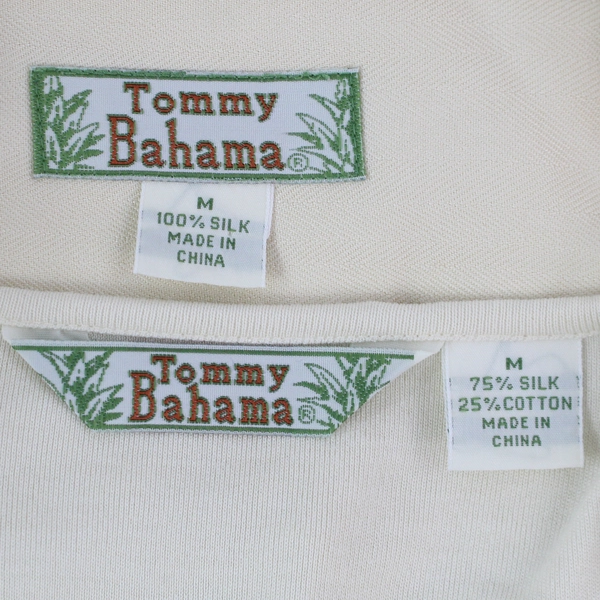 Tommy
Bahama®
M
100% SILK
MADE IN
CHINA
Tommy
Bahama®
M
75% SILK
25% COTTON
MADE IN
CHINA